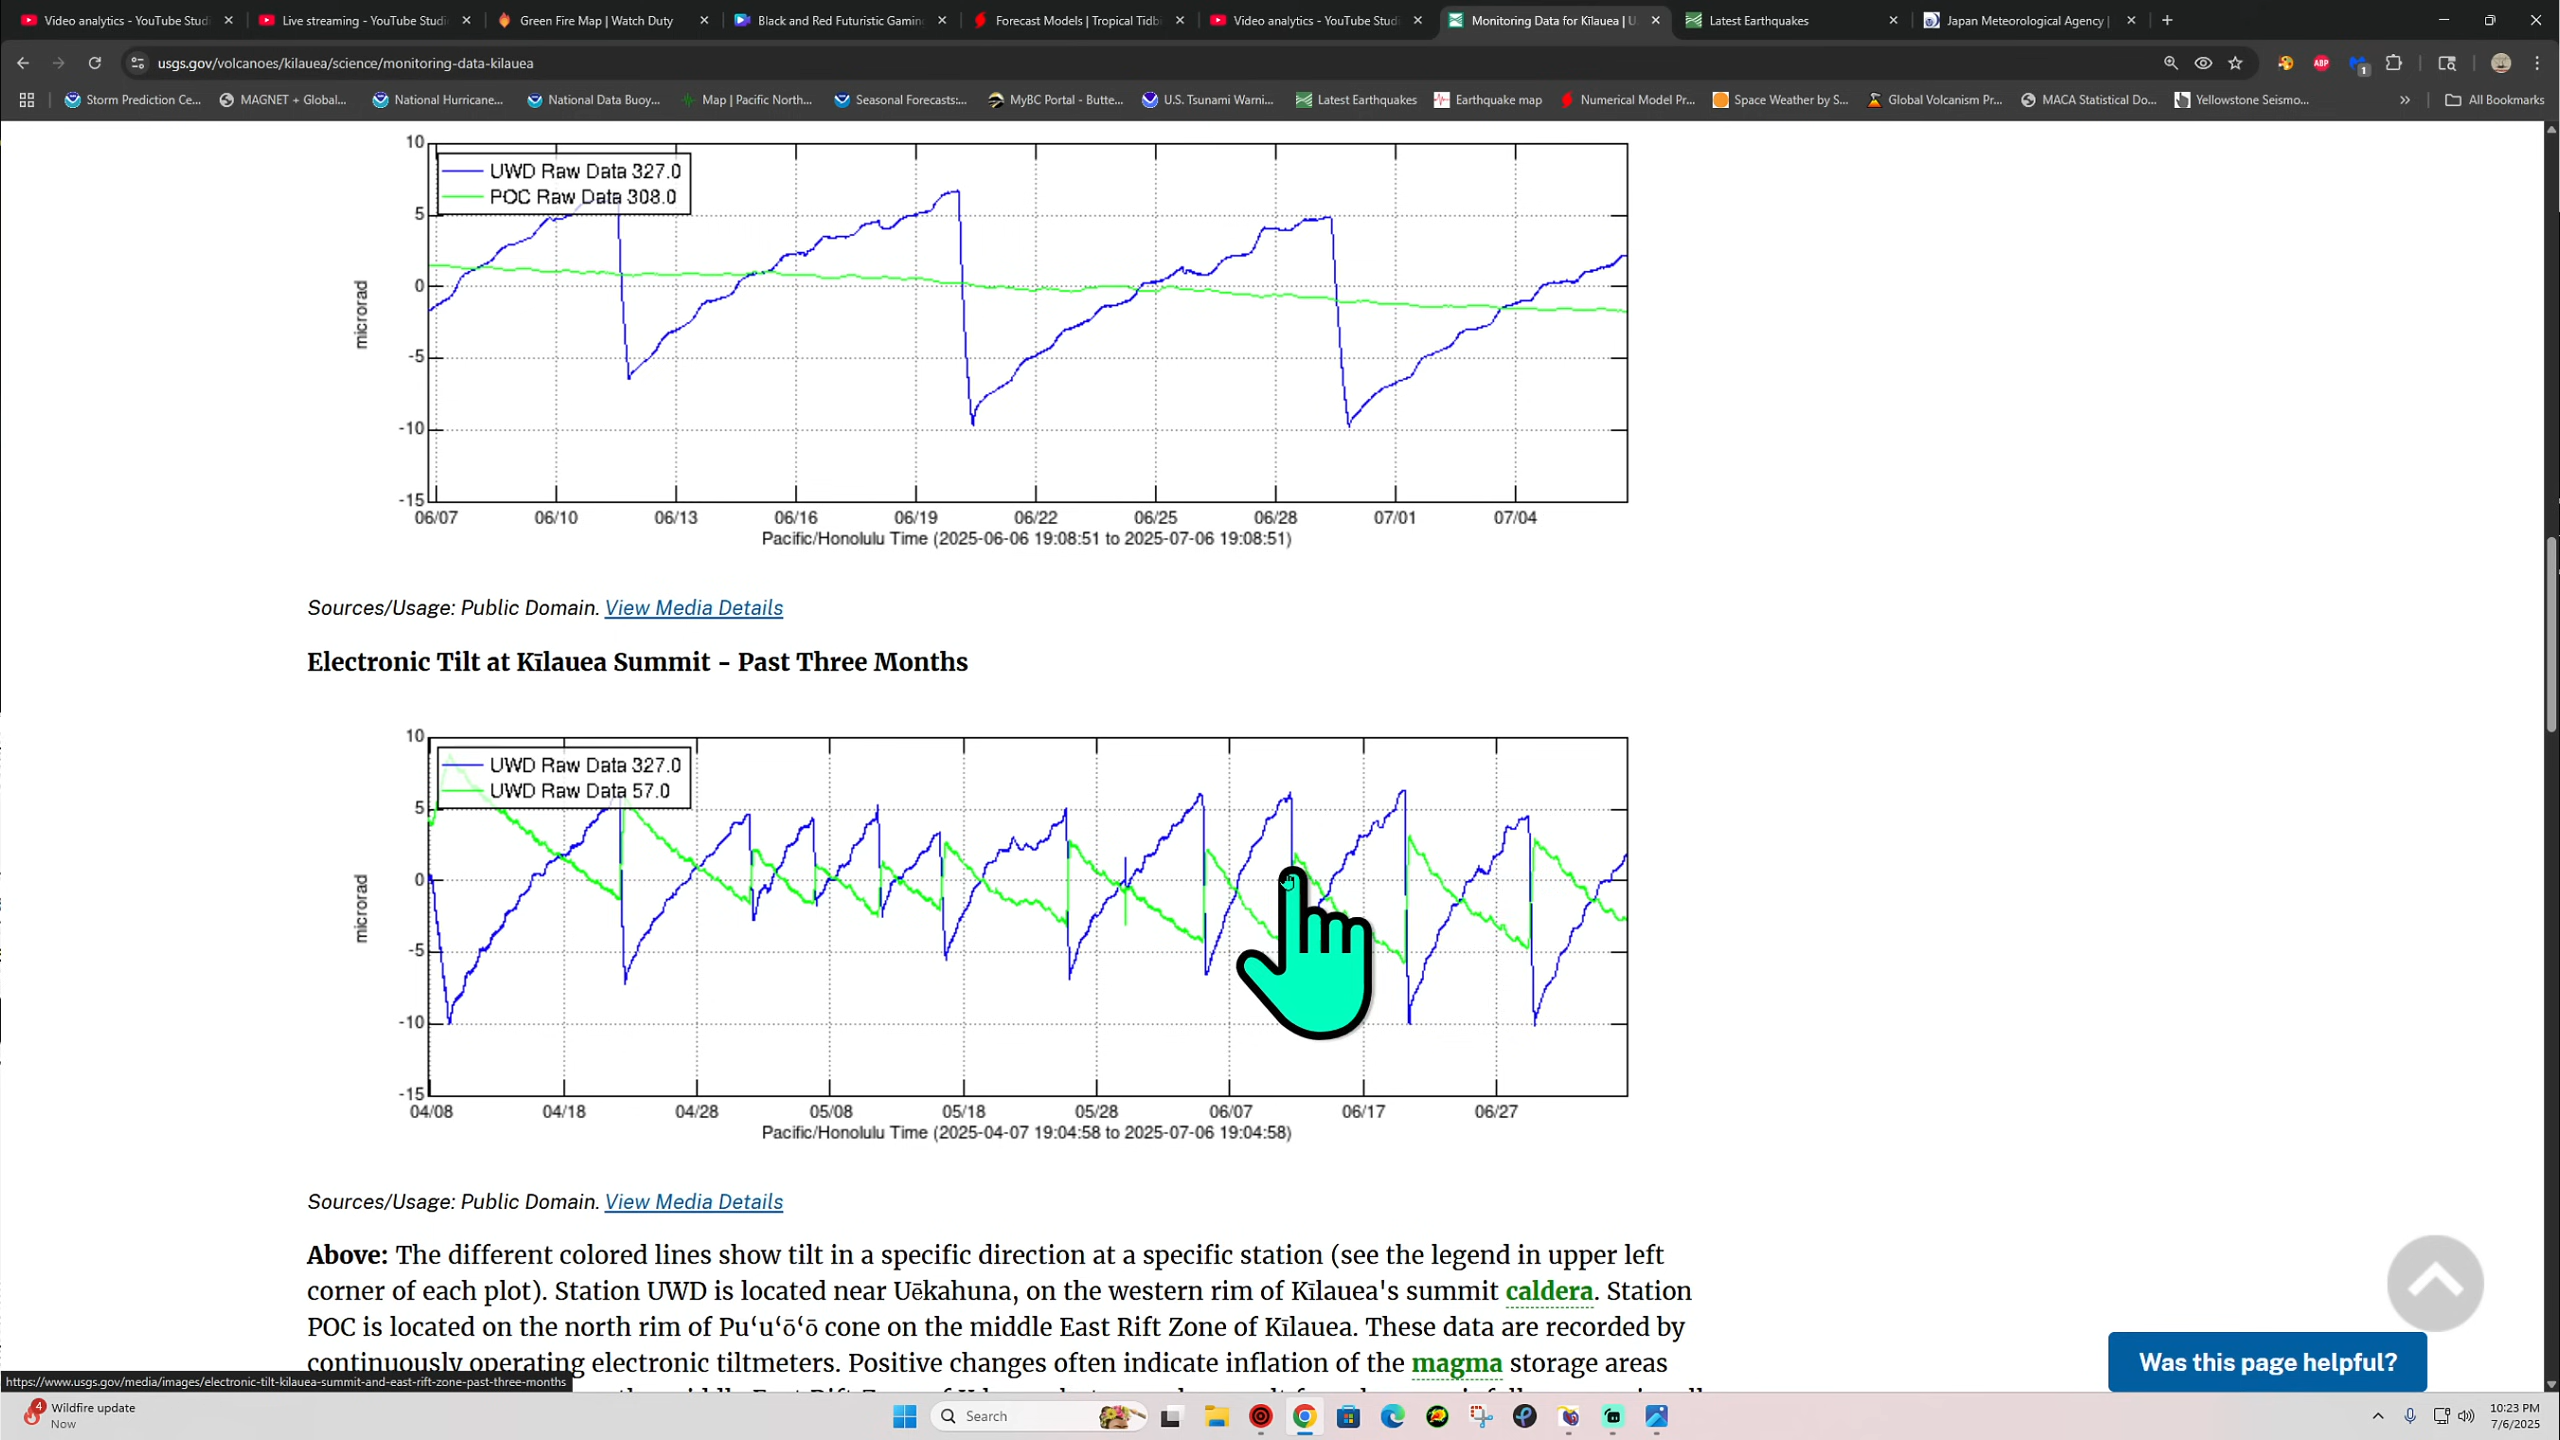 Video analytics - YouTube Studi
Live streaming - YouTube Studi
Green Fire Map | Watch Duty
Black and Red Futuristic Gamin
Forecast Models | Tropical Tidb
Video analytics - YouTube Studi
Monitoring Data for Kīlauea | U
Latest Earthquakes
Japan Meteorological Agency |
usgs.gov/volcanoes/kilauea/science/monitoring-data-kilauea
ABP
1
Storm Prediction Ce...
MAGNET + Global...
National Hurricane...
National Data Buoy...
Map | Pacific North...
Seasonal Forecasts:...
MyBC Portal - Butte...
U.S. Tsunami Warni...
Latest Earthquakes
Earthquake map
Numerical Model Pr...
Space Weather by S...
Global Volcanism Pr...
MACA Statistical Do...
Yellowstone Seismo...
All Bookmarks
10
5
0
-5
-10
-15
microrad
UWD Raw Data 327.0
POC Raw Data 308.0
06/07 06/10 06/13 06/16 06/19 06/22 06/25 06/28 07/01 07/04
Pacific/Honolulu Time (2025-06-06 19:08:51 to 2025-07-06 19:08:51)
Sources/Usage: Public Domain. View Media Details
Electronic Tilt at Kīlauea Summit - Past Three Months
10
5
0
-5
-10
-15
microrad
UWD Raw Data 327.0
UWD Raw Data 57.0
04/08 04/18 04/28 05/08 05/18 05/28 06/07 06/17 06/27
Pacific/Honolulu Time (2025-04-07 19:04:58 to 2025-07-06 19:04:58)
Sources/Usage: Public Domain. View Media Details
Above: The different colored lines show tilt in a specific direction at a specific station (see the legend in upper left
corner of each plot). Station UWD is located near Uēkahuna, on the western rim of Kīlauea's summit caldera. Station
POC is located on the north rim of Puʻuʻōʻō cone on the middle East Rift Zone of Kīlauea. These data are recorded by
continuously operating electronic tiltmeters. Positive changes often indicate inflation of the magma storage areas
Was this page helpful?
https://www.usgs.gov/media/images/electronic-tilt-kilauea-summit-and-east-rift-zone-past-three-months
4
Wildfire update
Now
Search
10:23 PM
7/6/2025